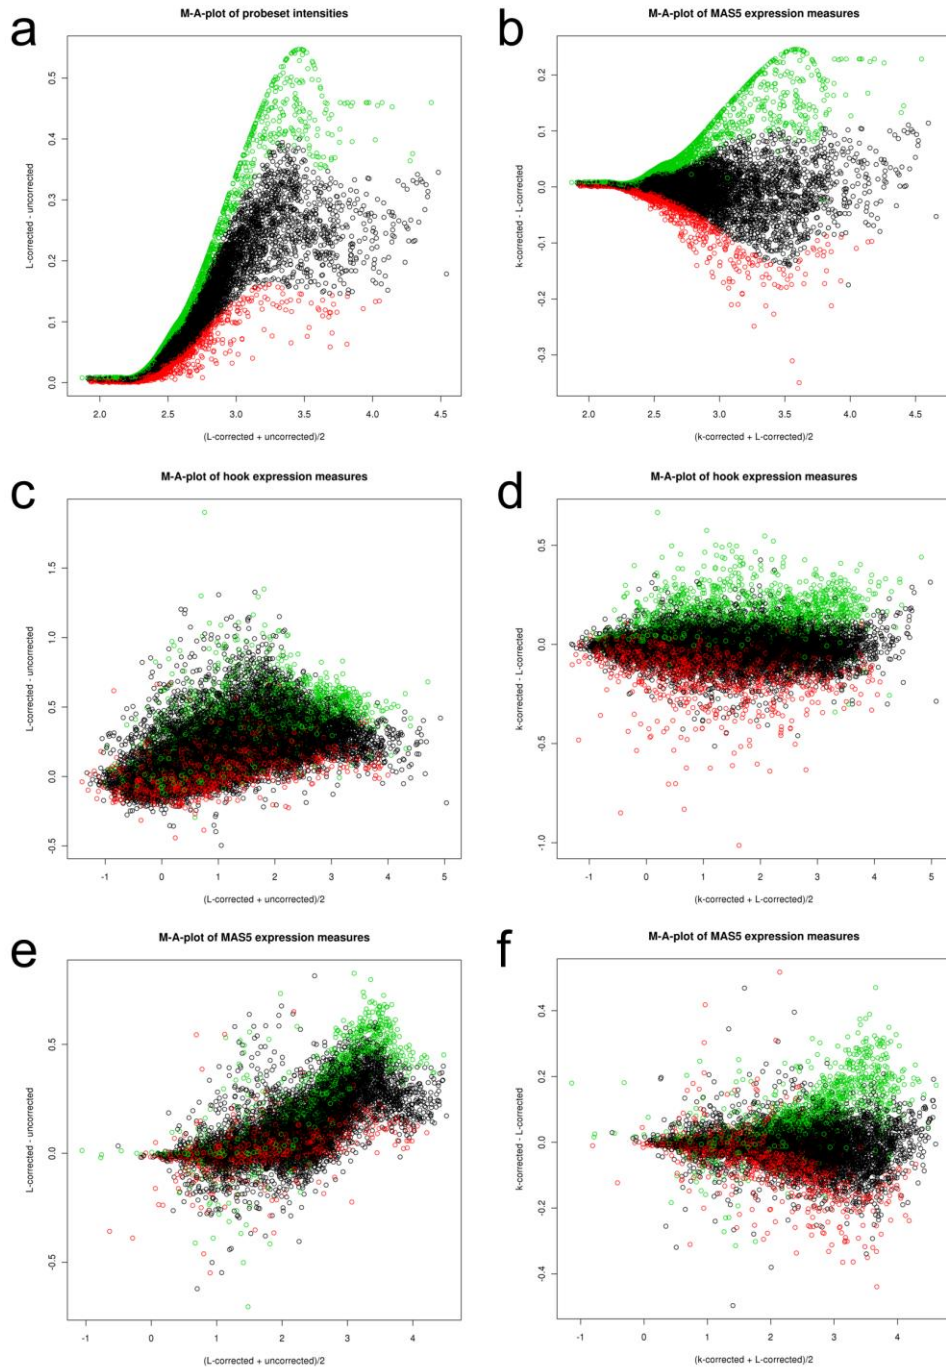 a
M-A-plot of probeset intensities
L-corrected - uncorrected
0.5
0.4
0.3
0.2
0.1
0.0
2.0 2.5 3.0 3.5 4.0 4.5
(L-corrected + uncorrected)/2
b
M-A-plot of MAS5 expression measures
k-corrected - L-corrected
0.2
0.1
0.0
-0.1
-0.2
-0.3
2.0 2.5 3.0 3.5 4.0 4.5
(k-corrected + L-corrected)/2
c
M-A-plot of hook expression measures
L-corrected - uncorrected
1.5
1.0
0.5
0.0
-0.5
-1 0 1 2 3 4 5
(L-corrected + uncorrected)/2
d
M-A-plot of hook expression measures
k-corrected - L-corrected
0.5
0.0
-0.5
-1.0
-1 0 1 2 3 4 5
(k-corrected + L-corrected)/2
e
M-A-plot of MAS5 expression measures
L-corrected - uncorrected
0.5
0.0
-0.5
-1 0 1 2 3 4
(L-corrected + uncorrected)/2
f
M-A-plot of MAS5 expression measures
k-corrected - L-corrected
0.4
0.2
0.0
-0.2
-0.4
-1 0 1 2 3 4
(k-corrected + L-corrected)/2